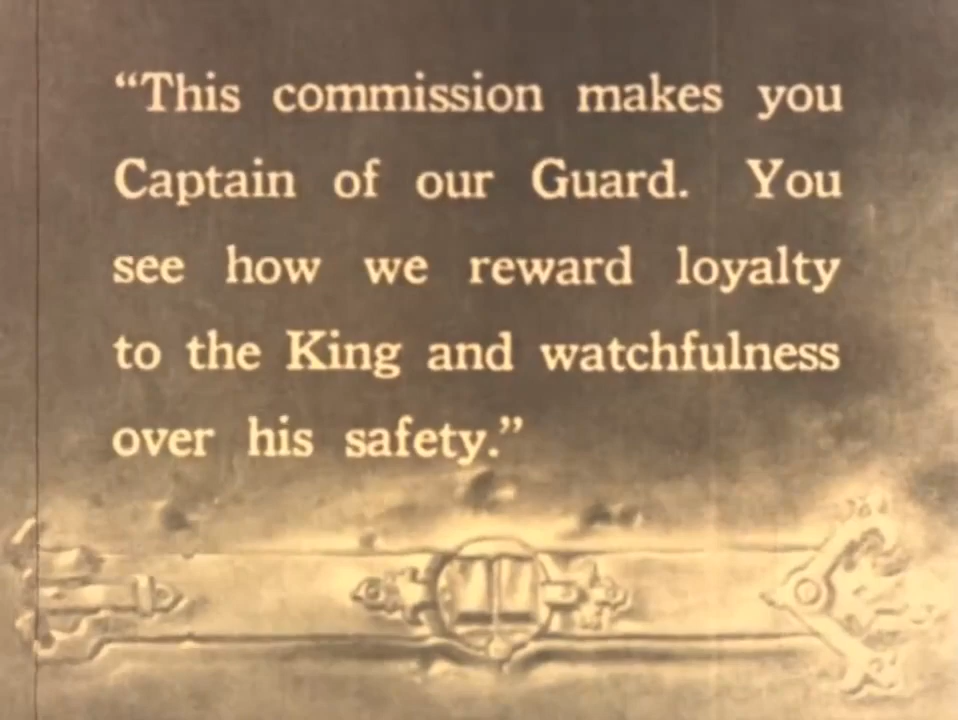 “This commission makes you
Captain of our Guard. You
see how we reward loyalty
to the King and watchfulness
over his safety.”